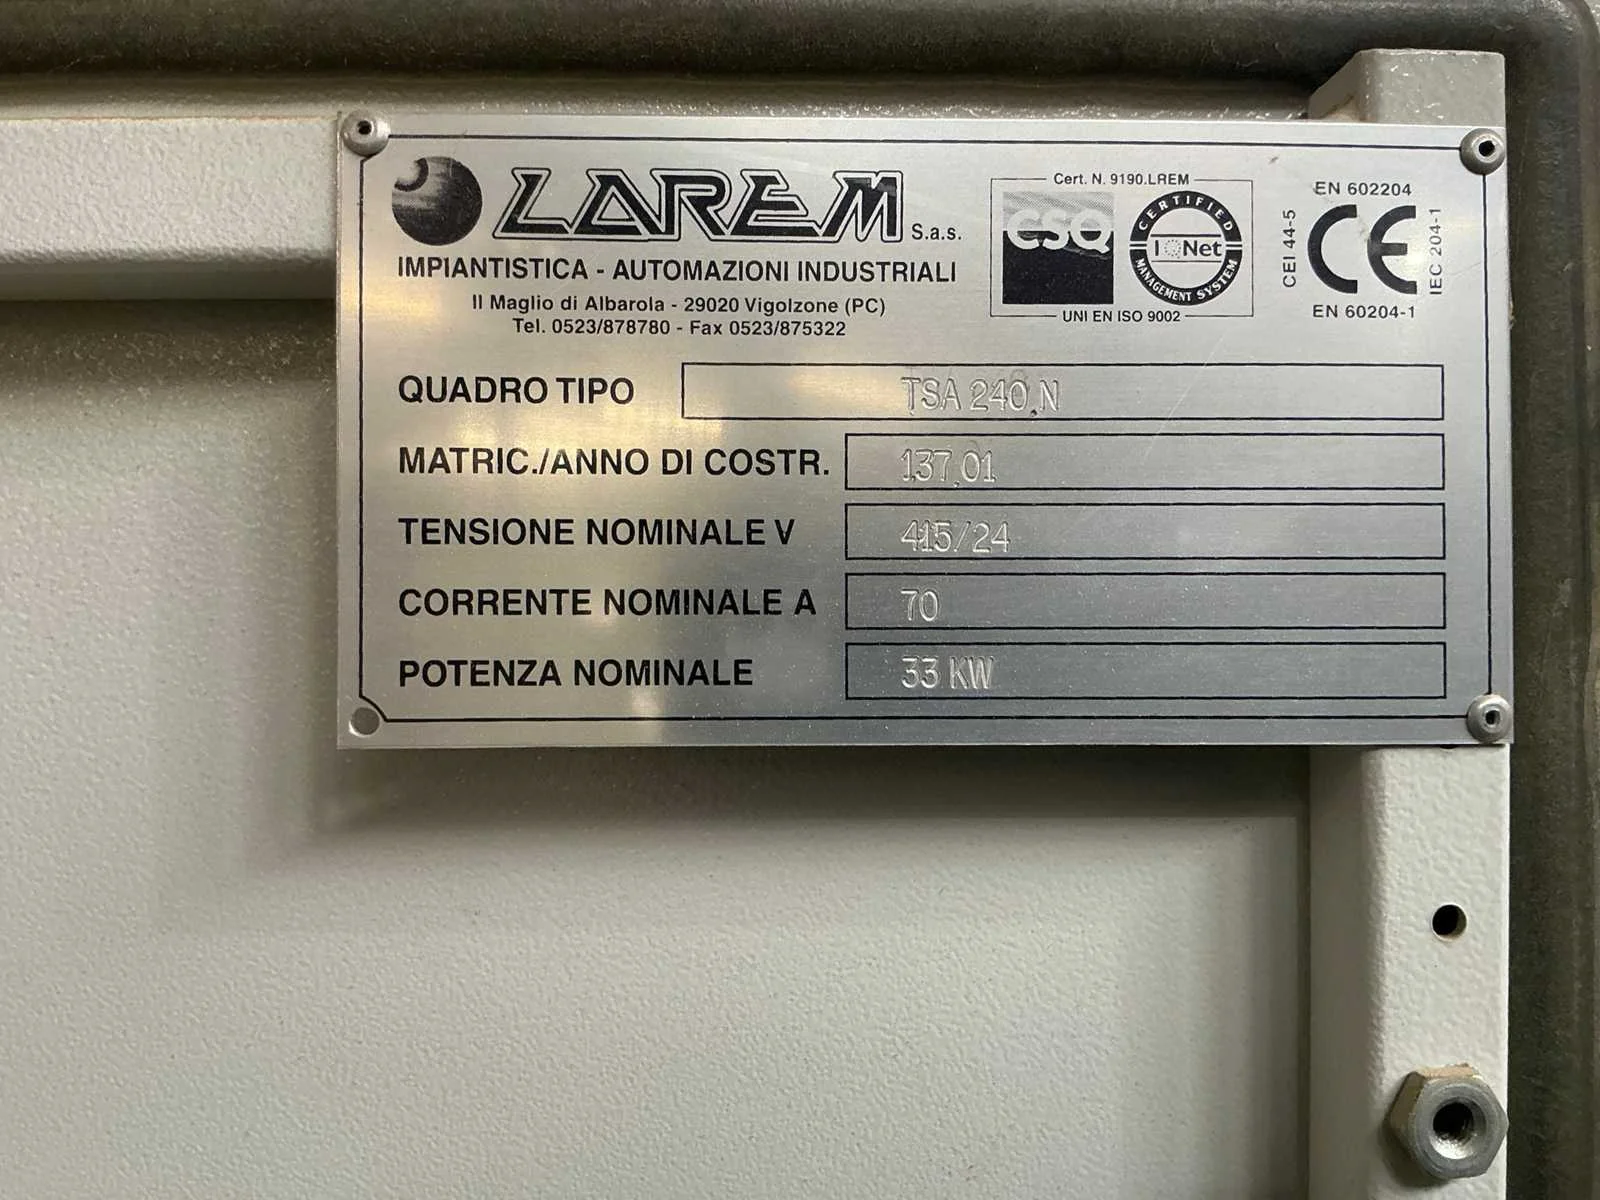 LAREM S.a.s.
IMPIANTISTICA - AUTOMAZIONI INDUSTRIALI
Il Maglio di Albarola - 29020 Vigolzone (PC)
Tel. 0523/878780 - Fax 0523/875322
Cert. N. 9190.LREM
CSQ
CERTIFIED
IQNet
MANAGEMENT SYSTEM
UNI EN ISO 9002
EN 602204
CEI 44-5
CE
IEC 204-1
EN 60204-1
QUADRO TIPO TSA 240.N
MATRIC./ANNO DI COSTR. 137.01
TENSIONE NOMINALE V 415/24
CORRENTE NOMINALE A 70
POTENZA NOMINALE 33 KW